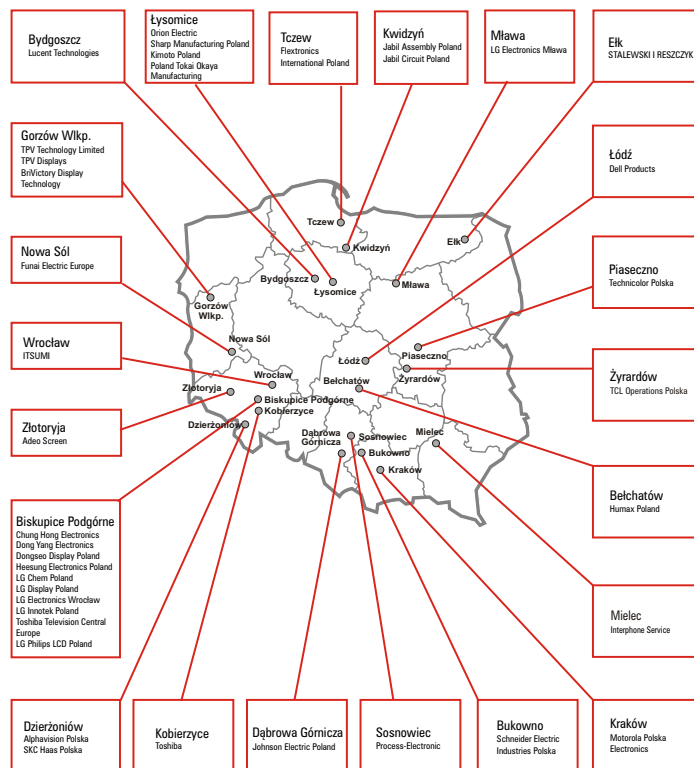 Bydgoszcz
Lucent Technologies
Łysomice
Orion Electric
Sharp Manufacturing Poland
Kimoto Poland
Poland Tokai Okaya
Manufacturing
Tczew
Flextronics
International Poland
Kwidzyń
Jabil Assembly Poland
Jabil Circuit Poland
Mława
LG Electronics Mława
Ełk
STALEWSKI I RESZCZYK
Gorzów Wlkp.
TPV Technology Limited
TPV Displays
BriVictory Display
Technology
Łódź
Dell Products
Nowa Sól
Funai Electric Europe
Piaseczno
Technicolor Polska
Wrocław
ITSUMI
Żyrardów
TCL Operations Polska
Złotoryja
Adeo Screen
Bełchatów
Humax Poland
Biskupice Podgórne
Chung Hong Electronics
Dong Yang Electronics
Dongseo Display Poland
Heesung Electronics Poland
LG Chem Poland
LG Display Poland
LG Electronics Wrocław
LG Innotek Poland
Toshiba Television Central
Europe
LG Philips LCD Poland
Mielec
Interphone Service
Dzierżoniów
Alphavision Polska
SKC Haas Polska
Kobierzyce
Toshiba
Dąbrowa Górnicza
Johnson Electric Poland
Sosnowiec
Process-Electronic
Bukowno
Schneider Electric
Industries Polska
Kraków
Motorola Polska
Electronics
Tczew
Kwidzyń
Ełk
Bydgoszcz
Łysomice
Mława
Gorzów
Wlkp.
Nowa Sól
Łódź
Piaseczno
Żyrardów
Wrocław
Bełchatów
Złotoryja
Biskupice Podgórne
Kobierzyce
Dzierżoniów
Dąbrowa
Górnicza
Sosnowiec
Bukowno
Mielec
Kraków